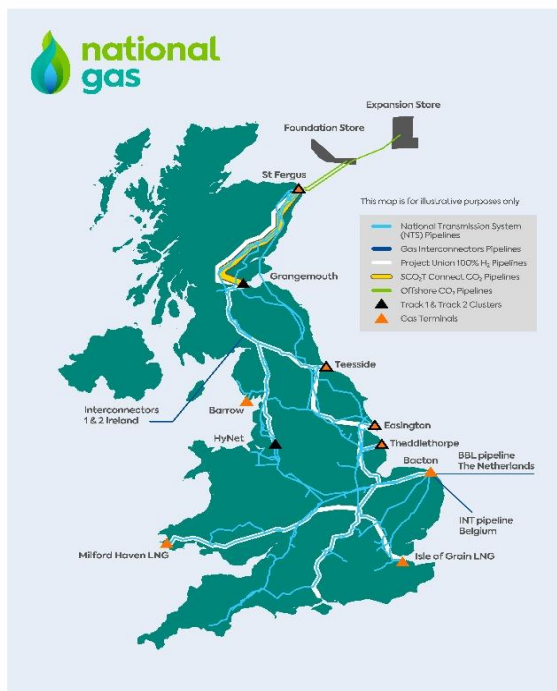 national
gas
Expansion Store
Foundation Store
St Fergus
This map is for illustrative purposes only
National Transmission System
(NTS) Pipelines
Gas Interconnectors Pipelines
Project Union 100% H₂ Pipelines
SCO₂T Connect CO₂ Pipelines
Offshore CO₂ Pipelines
Track 1 & Track 2 Clusters
Gas Terminals
Grangemouth
Teesside
Interconnectors
1 & 2 Ireland
Barrow
Easington
HyNet
Theddlethorpe
Bacton
BBL pipeline
The Netherlands
INT pipeline
Belgium
Milford Haven LNG
Isle of Grain LNG